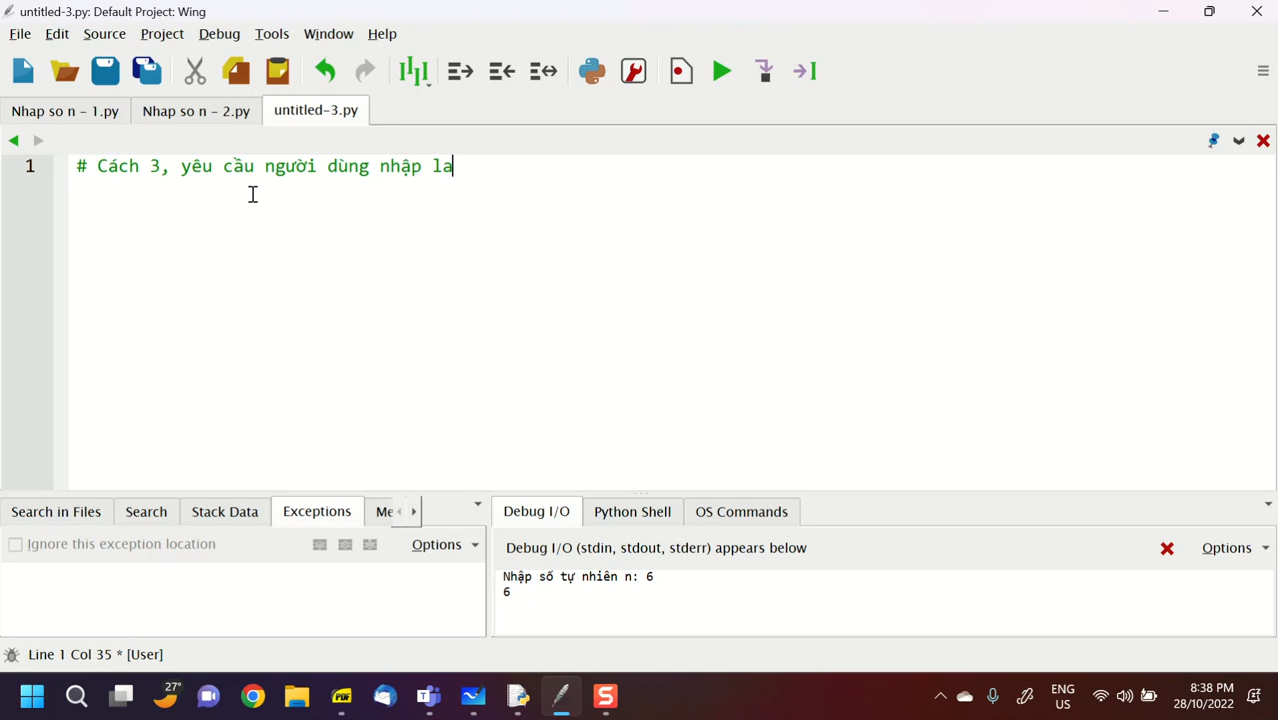 untitled-3.py: Default Project: Wing
File Edit Source Project Debug Tools Window Help
Nhap so n - 1.py Nhap so n - 2.py untitled-3.py
1 # Cách 3, yêu cầu người dùng nhập la
Search in Files Search Stack Data Exceptions Me
Debug I/O Python Shell OS Commands
Ignore this exception location Options
Debug I/O (stdin, stdout, stderr) appears below Options
Nhập số tự nhiên n: 6
6
Line 1 Col 35 * [User]
27°
PDF
S
ENG
US
8:38 PM
28/10/2022